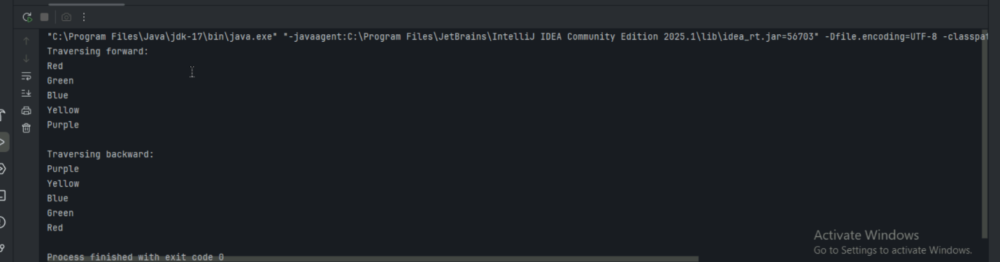 "C:\Program Files\Java\jdk-17\bin\java.exe" "-javaagent:C:\Program Files\JetBrains\IntelliJ IDEA Community Edition 2025.1\lib\idea_rt.jar=56703" -Dfile.encoding=UTF-8 -classpat
Traversing forward:
Red
Green
Blue
Yellow
Purple
Traversing backward:
Purple
Yellow
Blue
Green
Red
Process finished with exit code 0
Activate Windows
Go to Settings to activate Windows.